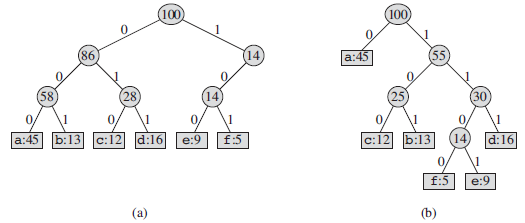 100 100
0 1 0 1
86 14 a:45 55
0 1 0 0 1
58 28 14 25 30
0 1 0 1 0 1 0 1 0 1
a:45 b:13 c:12 d:16 e:9 f:5 c:12 b:13 14 d:16
0 1
f:5 e:9
(a) (b)